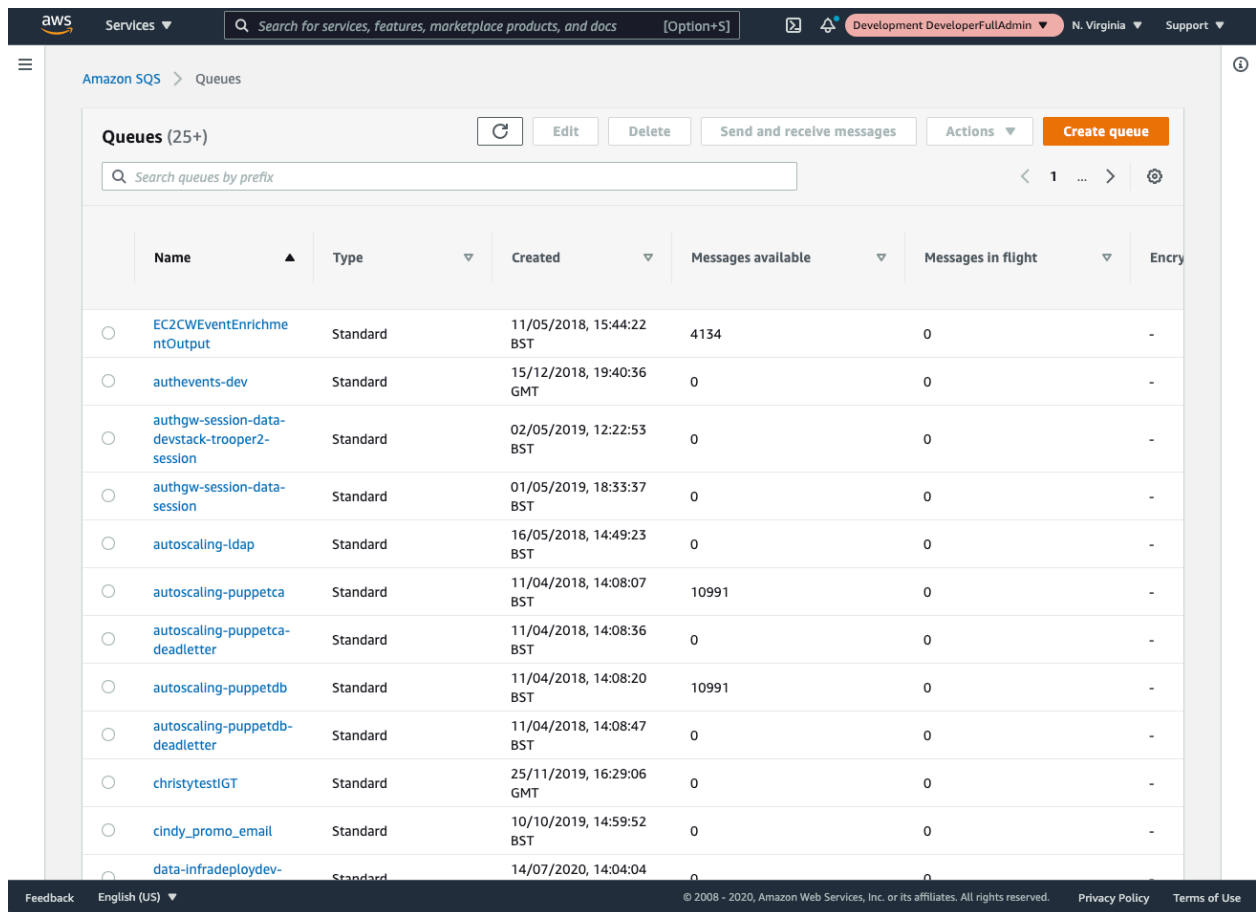 aws Services ▼ Search for services, features, marketplace products, and docs [Option+S] Development DeveloperFullAdmin ▼ N. Virginia ▼ Support ▼
Amazon SQS > Queues
Queues (25+) Edit Delete Send and receive messages Actions ▼ Create queue
Search queues by prefix < 1 ... >
Name ▲ Type Created Messages available Messages in flight Encry
EC2CWEventEnrichme 11/05/2018, 15:44:22
ntOutput Standard BST 4134 0 -
authevents-dev Standard 15/12/2018, 19:40:36 0 0 -
GMT
authgw-session-data-
devstack-trooper2- Standard 02/05/2019, 12:22:53 0 0 -
session BST
authgw-session-data- 01/05/2019, 18:33:37
session Standard BST 0 0 -
autoscaling-ldap Standard 16/05/2019, 14:49:23 0 0 -
BST
autoscaling-puppetca Standard 11/04/2018, 14:08:07 10991 0 -
BST
autoscaling-puppetca- 11/04/2018, 14:08:36
deadletter Standard BST 0 0 -
autoscaling-puppetdb Standard 11/04/2018, 14:08:20 10991 0 -
BST
autoscaling-puppetdb- 11/04/2018, 14:08:47
deadletter Standard BST 0 0 -
christytestIGT Standard 25/11/2019, 16:29:06 0 0 -
GMT
cindy_promo_email Standard 10/10/2019, 14:59:52 0 0 -
BST
data-infradeploydev- 14/07/2020, 14:04:04
Standard 0 0 -
Feedback English (US) ▼ © 2008 - 2020, Amazon Web Services, Inc. or its affiliates. All rights reserved. Privacy Policy Terms of Use